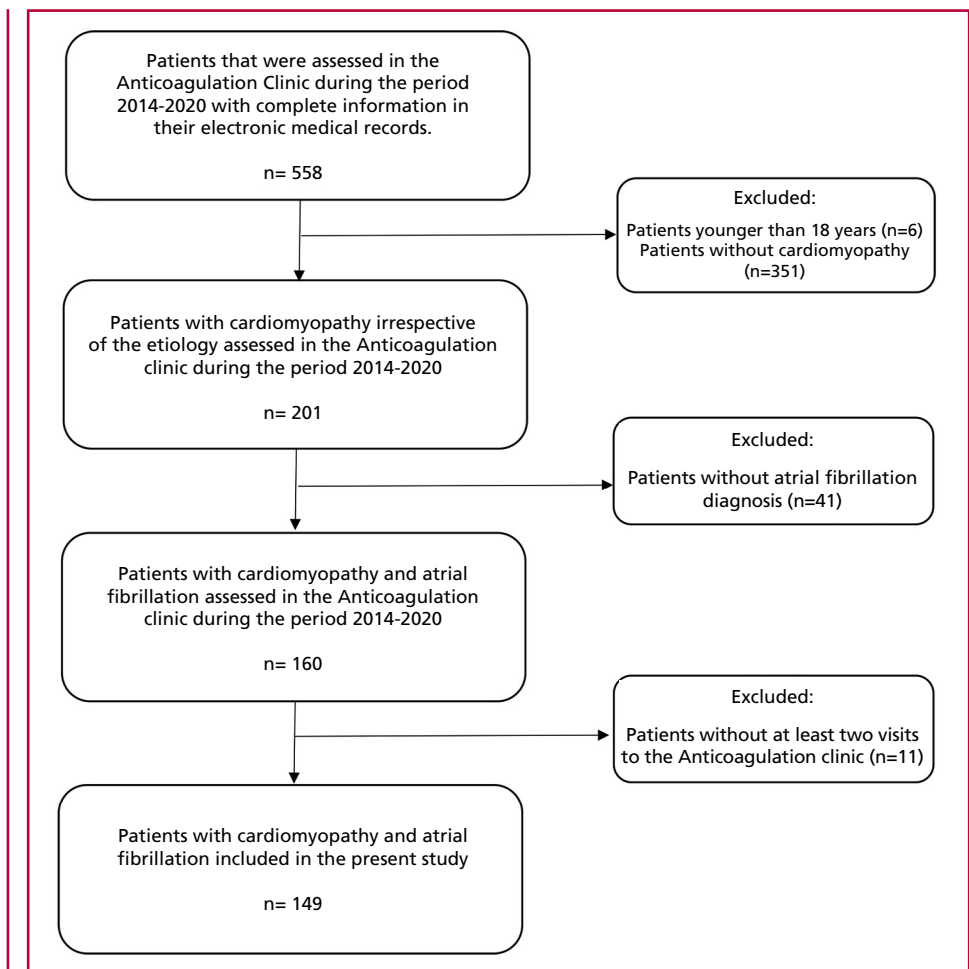 Patients that were assessed in the
Anticoagulation Clinic during the period
2014-2020 with complete information in
their electronic medical records.
n= 558
Excluded:
Patients younger than 18 years (n=6)
Patients without cardiomyopathy
(n=351)
Patients with cardiomyopathy irrespective
of the etiology assessed in the Anticoagulation
clinic during the period 2014-2020
n= 201
Excluded:
Patients without atrial fibrillation
diagnosis (n=41)
Patients with cardiomyopathy and atrial
fibrillation assessed in the Anticoagulation
clinic during the period 2014-2020
n= 160
Excluded:
Patients without at least two visits
to the Anticoagulation clinic (n=11)
Patients with cardiomyopathy and atrial
fibrillation included in the present study
n= 149